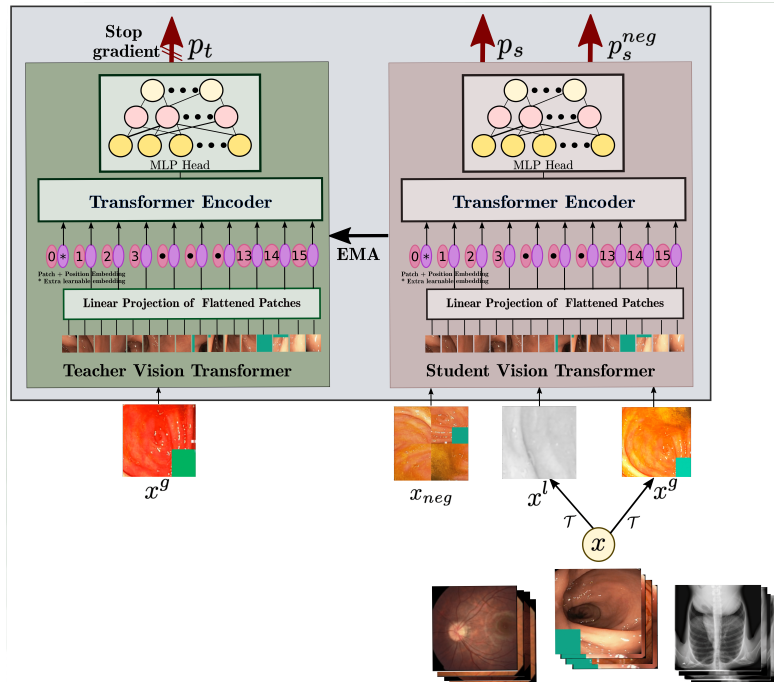 Stop
gradient
p_t
p_s
p_s^{neg}
MLP Head
MLP Head
Transformer Encoder
Transformer Encoder
0 * 1 2 3 • • • 13 14 15
EMA
0 * 1 2 3 • • • 13 14 15
Patch + Position Embedding
* Extra learnable embedding
Patch + Position Embedding
* Extra learnable embedding
Linear Projection of Flattened Patches
Linear Projection of Flattened Patches
Teacher Vision Transformer
Student Vision Transformer
x^g
x_{neg}
x^l
x^g
𝒯
𝒯
x